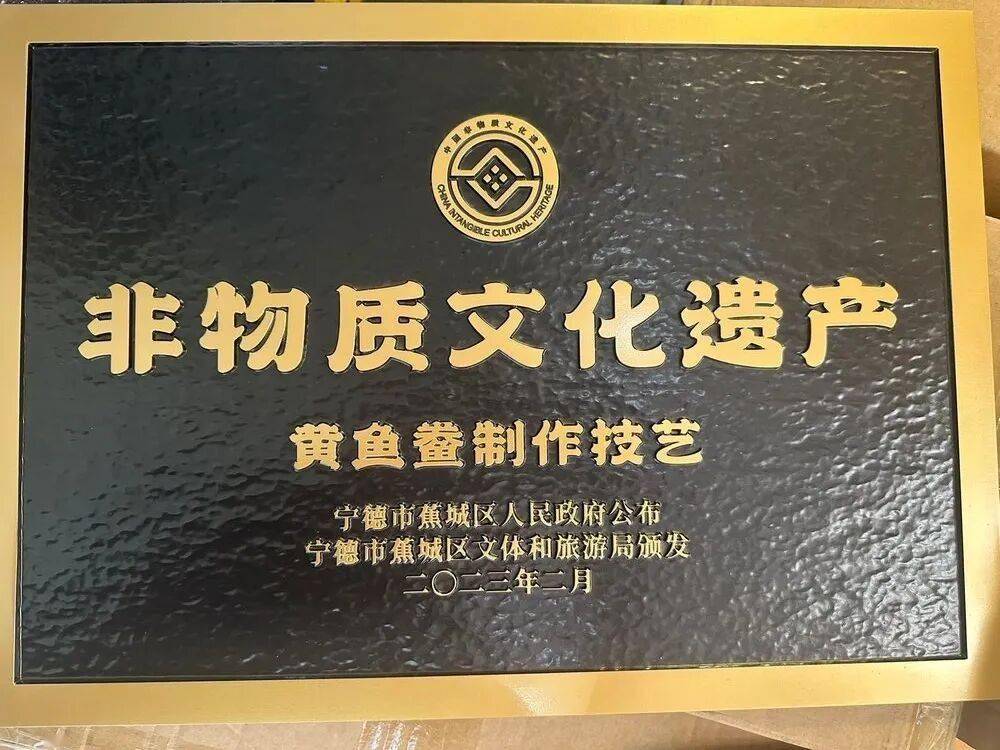 中国非物质文化遗产
CHINA INTANGIBLE CULTURAL HERITAGE
非物质文化遗产
黄鱼鲞制作技艺
宁德市蕉城区人民政府公布
宁德市蕉城区文体和旅游局颁发
二〇二三年二月